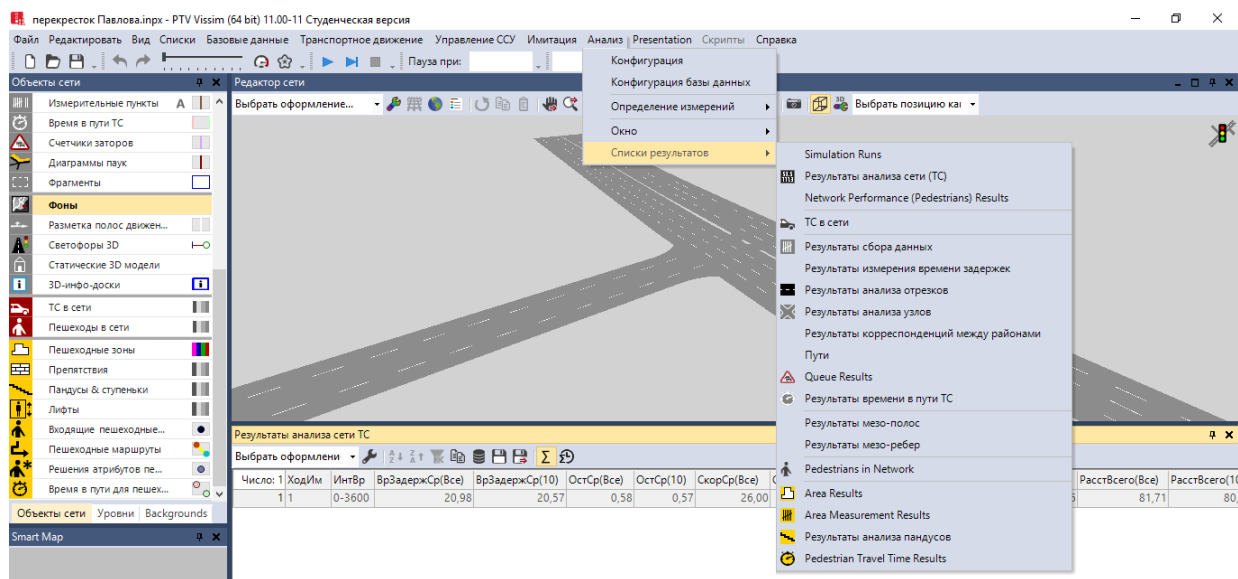 перекресток Павлова.inpx - PTV Vissim (64 bit) 11.00-11 Студенческая версия
Файл Редактировать Вид Списки Базовые данные Транспортное движение Управление ССУ Имитация Анализ Presentation Скрипты Справка
Пауза при:
Объекты сети
Измерительные пункты A
Время в пути ТС
Счетчики заторов
Диаграммы паук
Фрагменты
Фоны
Разметка полос движен...
Светофоры 3D
Статические 3D модели
3D-инфо-доски
ТС в сети
Пешеходы в сети
Пешеходные зоны
Препятствия
Пандусы & ступеньки
Лифты
Входящие пешеходные...
Пешеходные маршруты
Решения атрибутов пе...
Время в пути для пешех...
Объекты сети Уровни Backgrounds
Smart Map
Редактор сети
Выбрать оформление...
Выбрать позицию каı
Конфигурация
Конфигурация базы данных
Определение измерений
Окно
Списки результатов
Simulation Runs
Результаты анализа сети (ТС)
Network Performance (Pedestrians) Results
ТС в сети
Результаты сбора данных
Результаты измерения времени задержек
Результаты анализа отрезков
Результаты анализа узлов
Результаты корреспонденций между районами
Пути
Queue Results
Результаты времени в пути ТС
Результаты мезо-полос
Результаты мезо-ребер
Pedestrians in Network
Area Results
Area Measurement Results
Результаты анализа пандусов
Pedestrian Travel Time Results
Результаты анализа сети ТС
Выбрать оформлени
Число: 1 ХодИм ИнтВр ВрЗадержСр(Все) ВрЗадержСр(10) ОстСр(Все) ОстСр(10) СкорСр(Все) РасстВсего(Все) РасстВсего(10
1 1 0-3600 20,98 20,57 0,58 0,57 26,00 81,71 80,